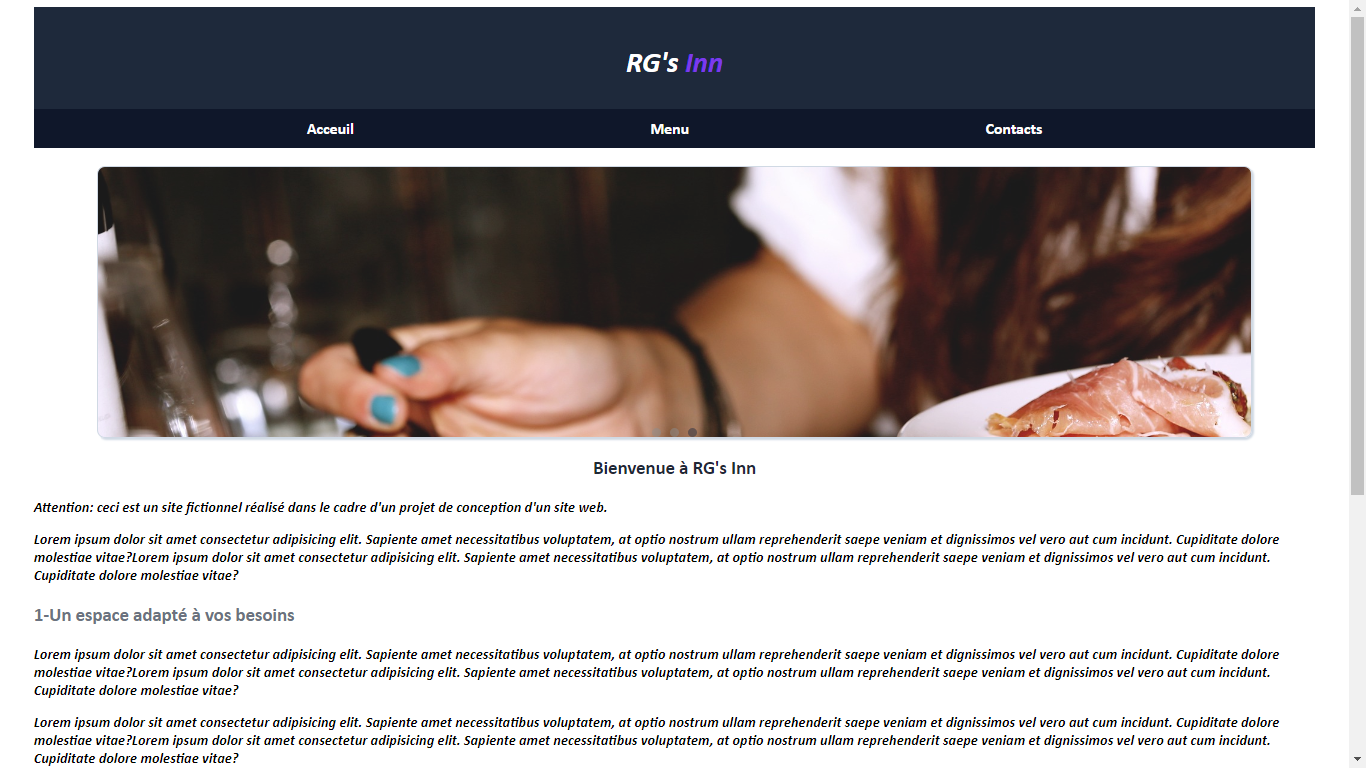 RG's Inn
Acceuil Menu Contacts
Bienvenue à RG's Inn
Attention: ceci est un site fictionnel réalisé dans le cadre d'un projet de conception d'un site web.
Lorem ipsum dolor sit amet consectetur adipisicing elit. Sapiente amet necessitatibus voluptatem, at optio nostrum ullam reprehenderit saepe veniam et dignissimos vel vero aut cum incidunt. Cupiditate dolore
molestiae vitae?Lorem ipsum dolor sit amet consectetur adipisicing elit. Sapiente amet necessitatibus voluptatem, at optio nostrum ullam reprehenderit saepe veniam et dignissimos vel vero aut cum incidunt.
Cupiditate dolore molestiae vitae?
1-Un espace adapté à vos besoins
Lorem ipsum dolor sit amet consectetur adipisicing elit. Sapiente amet necessitatibus voluptatem, at optio nostrum ullam reprehenderit saepe veniam et dignissimos vel vero aut cum incidunt. Cupiditate dolore
molestiae vitae?Lorem ipsum dolor sit amet consectetur adipisicing elit. Sapiente amet necessitatibus voluptatem, at optio nostrum ullam reprehenderit saepe veniam et dignissimos vel vero aut cum incidunt.
Cupiditate dolore molestiae vitae?
Lorem ipsum dolor sit amet consectetur adipisicing elit. Sapiente amet necessitatibus voluptatem, at optio nostrum ullam reprehenderit saepe veniam et dignissimos vel vero aut cum incidunt. Cupiditate dolore
molestiae vitae?Lorem ipsum dolor sit amet consectetur adipisicing elit. Sapiente amet necessitatibus voluptatem, at optio nostrum ullam reprehenderit saepe veniam et dignissimos vel vero aut cum incidunt.
Cupiditate dolore molestiae vitae?